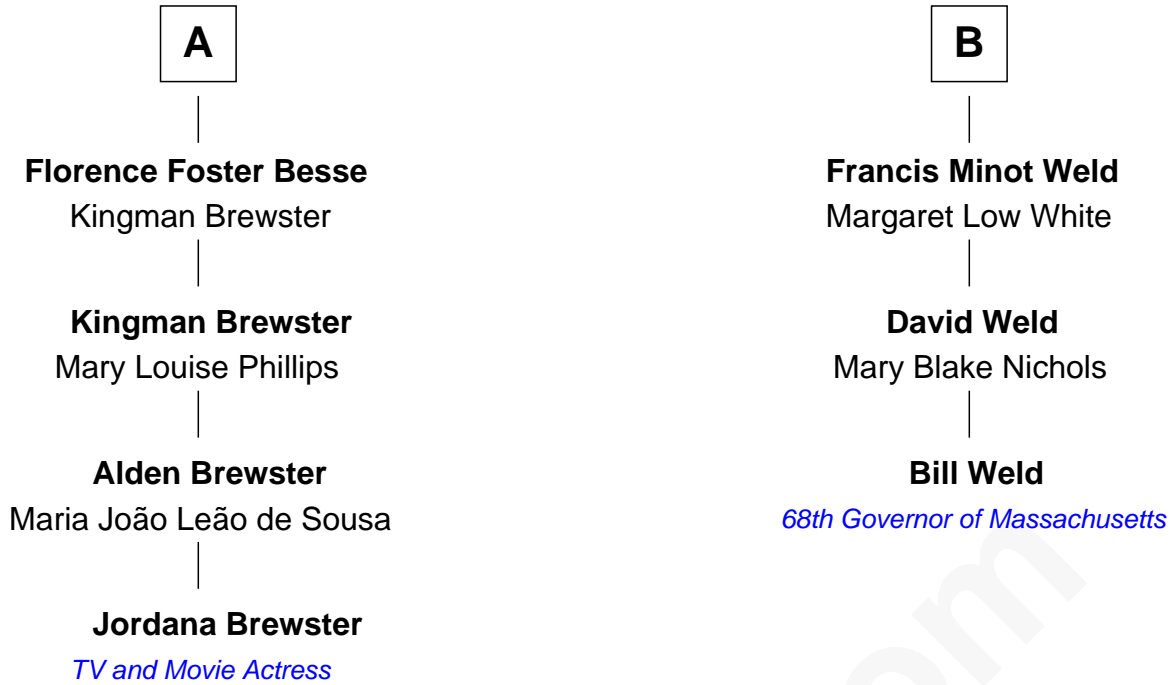 A
Florence Foster Besse
Kingman Brewster
Kingman Brewster
Mary Louise Phillips
Alden Brewster
Maria João Leão de Sousa
Jordana Brewster
TV and Movie Actress
B
Francis Minot Weld
Margaret Low White
David Weld
Mary Blake Nichols
Bill Weld
68th Governor of Massachusetts
om